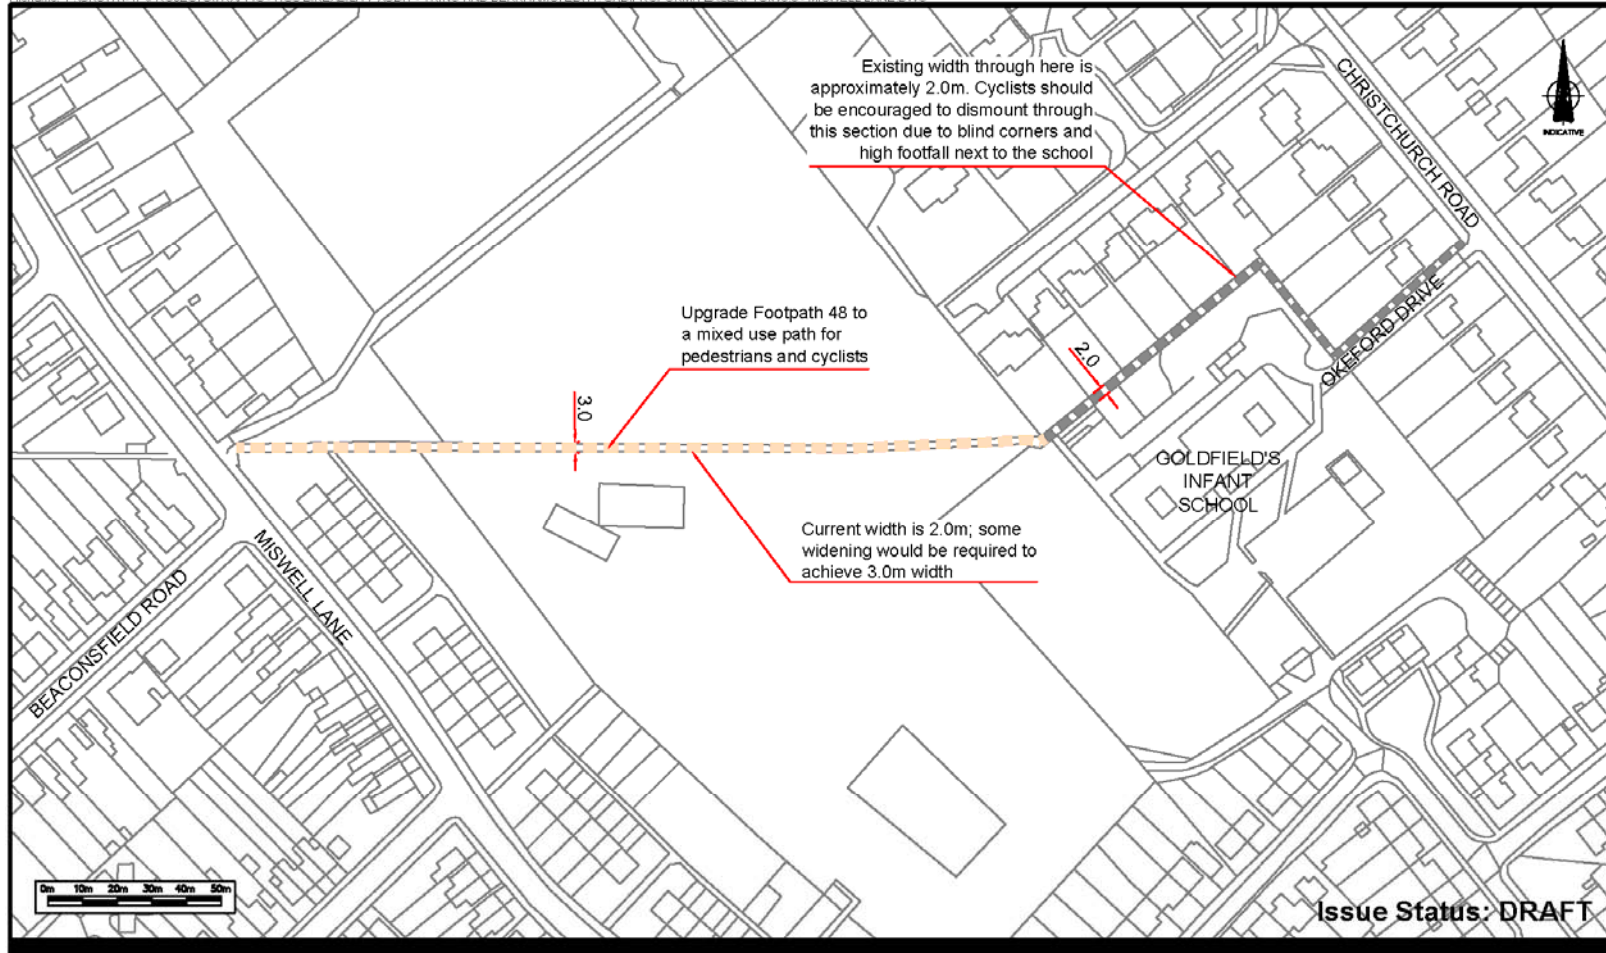 Existing width through here is
approximately 2.0m. Cyclists should
be encouraged to dismount through
this section due to blind corners and
high footfall next to the school
CHRISTCHURCH ROAD
INDICATIVE
Upgrade Footpath 48 to
a mixed use path for
pedestrians and cyclists
2.0
OKEFORD DRIVE
3.0
GOLDFIELD'S
INFANT
SCHOOL
Current width is 2.0m; some
widening would be required to
achieve 3.0m width
MISWELL LANE
BEACONSFIELD ROAD
0m 10m 20m 30m 40m 50m
Issue Status: DRAFT